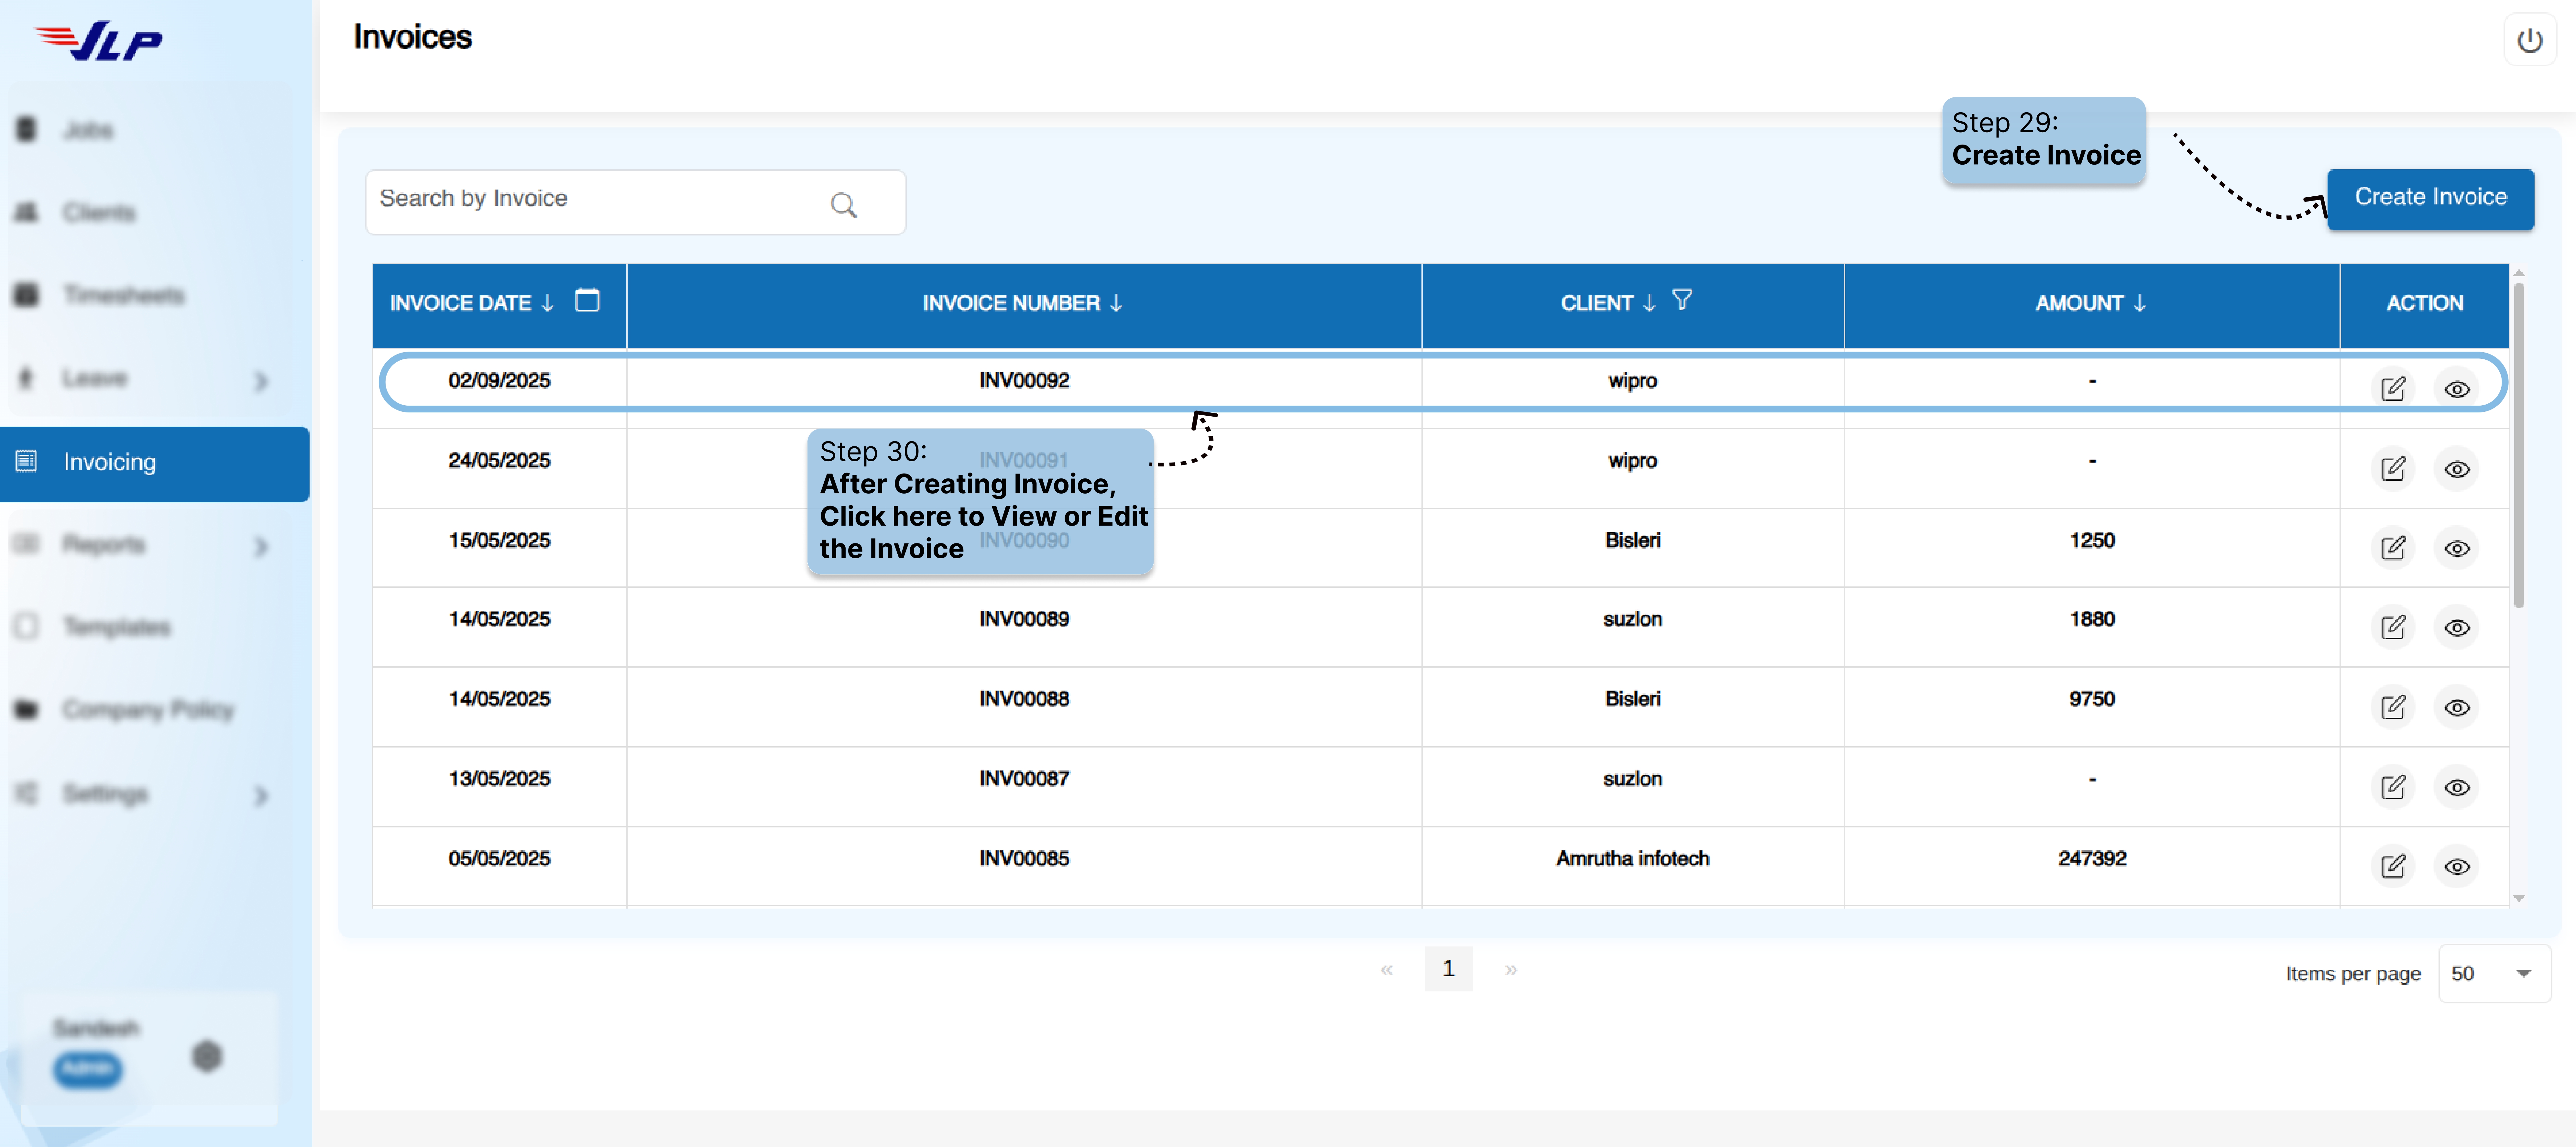 JLP
Invoices
Jobs
Clients
Timesheets
Leave
Invoicing
Reports
Templates
Company Policy
Settings
Sandesh
Admin
Step 29:
Create Invoice
Search by Invoice
Create Invoice
INVOICE DATE INVOICE NUMBER CLIENT AMOUNT ACTION
02/09/2025 INV00092 wipro -
24/05/2025 INV00091 wipro -
Step 30:
After Creating Invoice,
Click here to View or Edit
the Invoice
15/05/2025 INV00090 Bisleri 1250
14/05/2025 INV00089 suzlon 1880
14/05/2025 INV00088 Bisleri 9750
13/05/2025 INV00087 suzlon -
05/05/2025 INV00085 Amrutha infotech 247392
« 1 »
Items per page 50